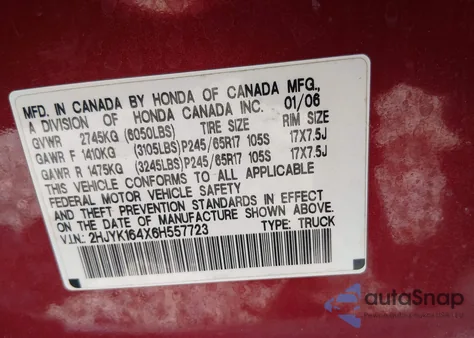 MFD. IN CANADA BY HONDA OF CANADA MFG.,
A DIVISION OF HONDA CANADA INC. 01/06
GVWR 2745KG (6050LBS) TIRE SIZE RIM SIZE
GAWR F 1410KG (3105LBS) P245/65R17 105S 17X7.5J
GAWR R 1475KG (3245LBS) P245/65R17 105S 17X7.5J
THIS VEHICLE CONFORMS TO ALL APPLICABLE
FEDERAL MOTOR VEHICLE SAFETY
AND THEFT PREVENTION STANDARDS IN EFFECT
ON THE DATE OF MANUFACTURE SHOWN ABOVE.
V.I.N.: 2HJYK164X6H557723 TYPE: TRUCK
autaSnap